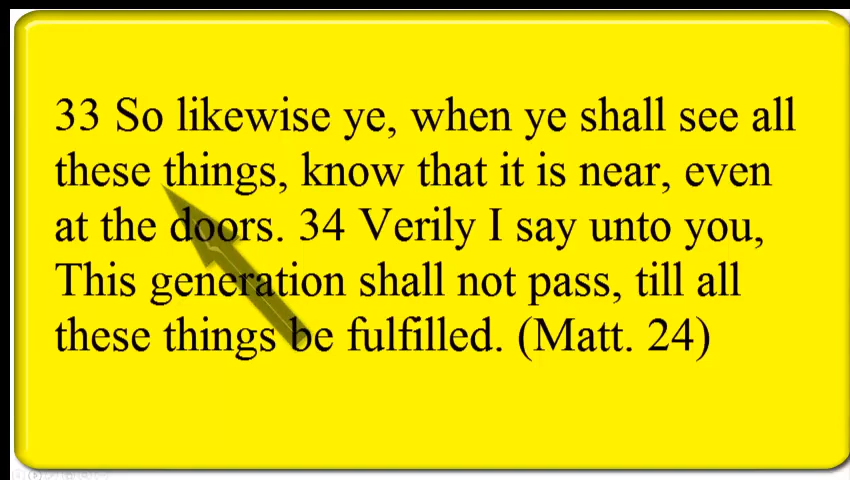 33 So likewise ye, when ye shall see all
these things, know that it is near, even
at the doors. 34 Verily I say unto you,
This generation shall not pass, till all
these things be fulfilled. (Matt. 24)